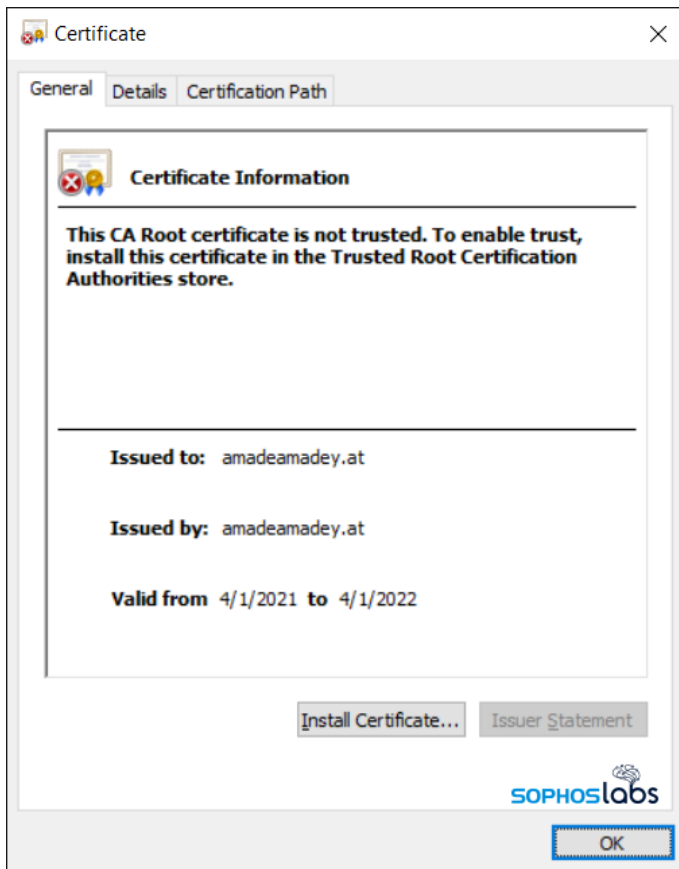 Certificate
General Details Certification Path
Certificate Information
This CA Root certificate is not trusted. To enable trust,
install this certificate in the Trusted Root Certification
Authorities store.
Issued to: amadeamadey.at
Issued by: amadeamadey.at
Valid from 4/1/2021 to 4/1/2022
Install Certificate... Issuer Statement
SOPHOSlabs
OK